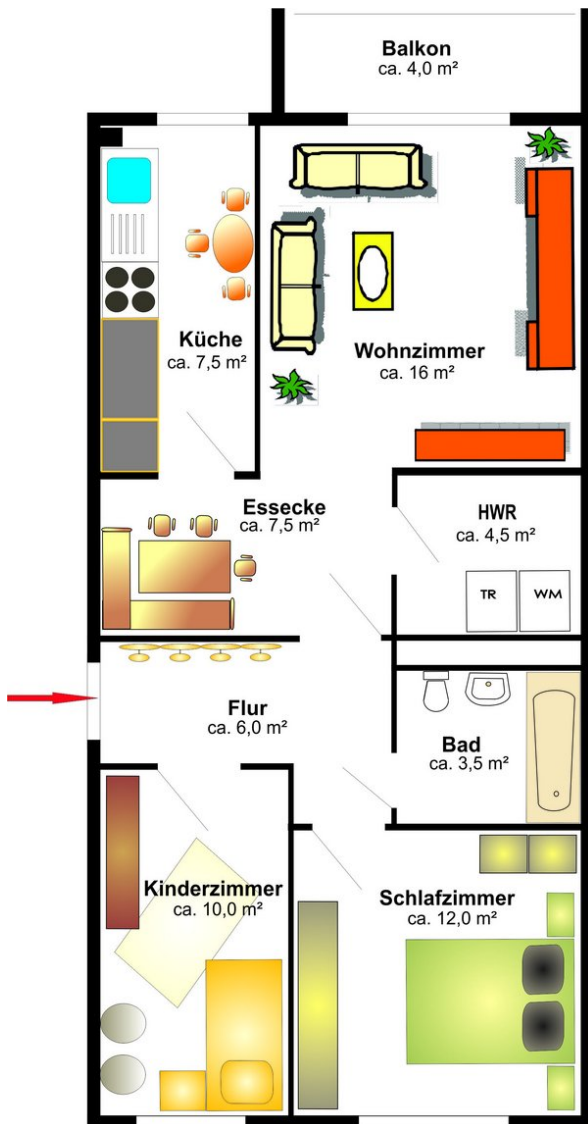 Balkon
ca. 4,0 m²
Küche
ca. 7,5 m²
Wohnzimmer
ca. 16 m²
Essecke
ca. 7,5 m²
HWR
ca. 4,5 m²
TR
WM
Flur
ca. 6,0 m²
Bad
ca. 3,5 m²
Kinderzimmer
ca. 10,0 m²
Schlafzimmer
ca. 12,0 m²